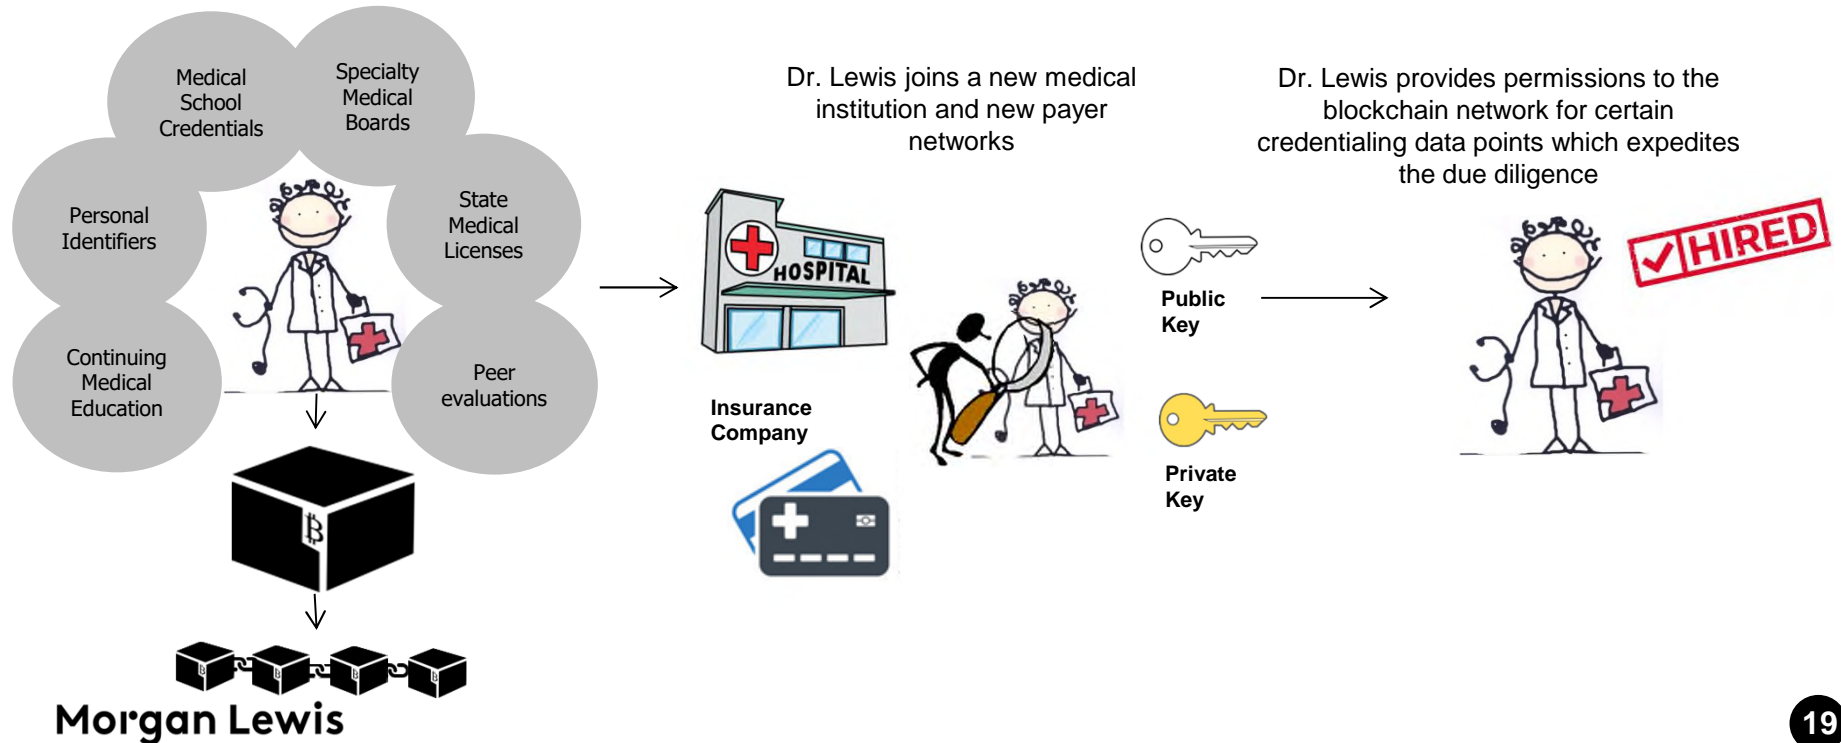 Medical
School
Credentials
Specialty
Medical
Boards
Personal
Identifiers
State
Medical
Licenses
Continuing
Medical
Education
Peer
evaluations
Dr. Lewis joins a new medical
institution and new payer
networks
HOSPITAL
Insurance
Company
Public
Key
Private
Key
Dr. Lewis provides permissions to the
blockchain network for certain
credentialing data points which expedites
the due diligence
HIRED
Morgan Lewis
19